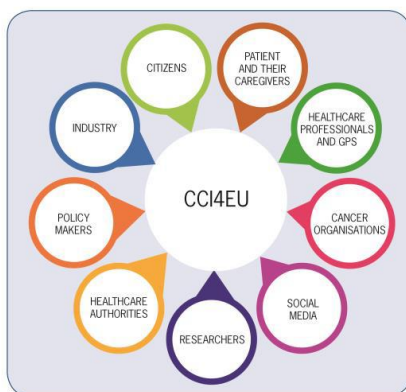 CITIZENS
PATIENT
AND THEIR
CAREGIVERS
INDUSTRY
HEALTHCARE
PROFESSIONALS
AND GPS
CCI4EU
POLICY
MAKERS
CANCER
ORGANISATIONS
HEALTHCARE
AUTHORITIES
SOCIAL
MEDIA
RESEARCHERS